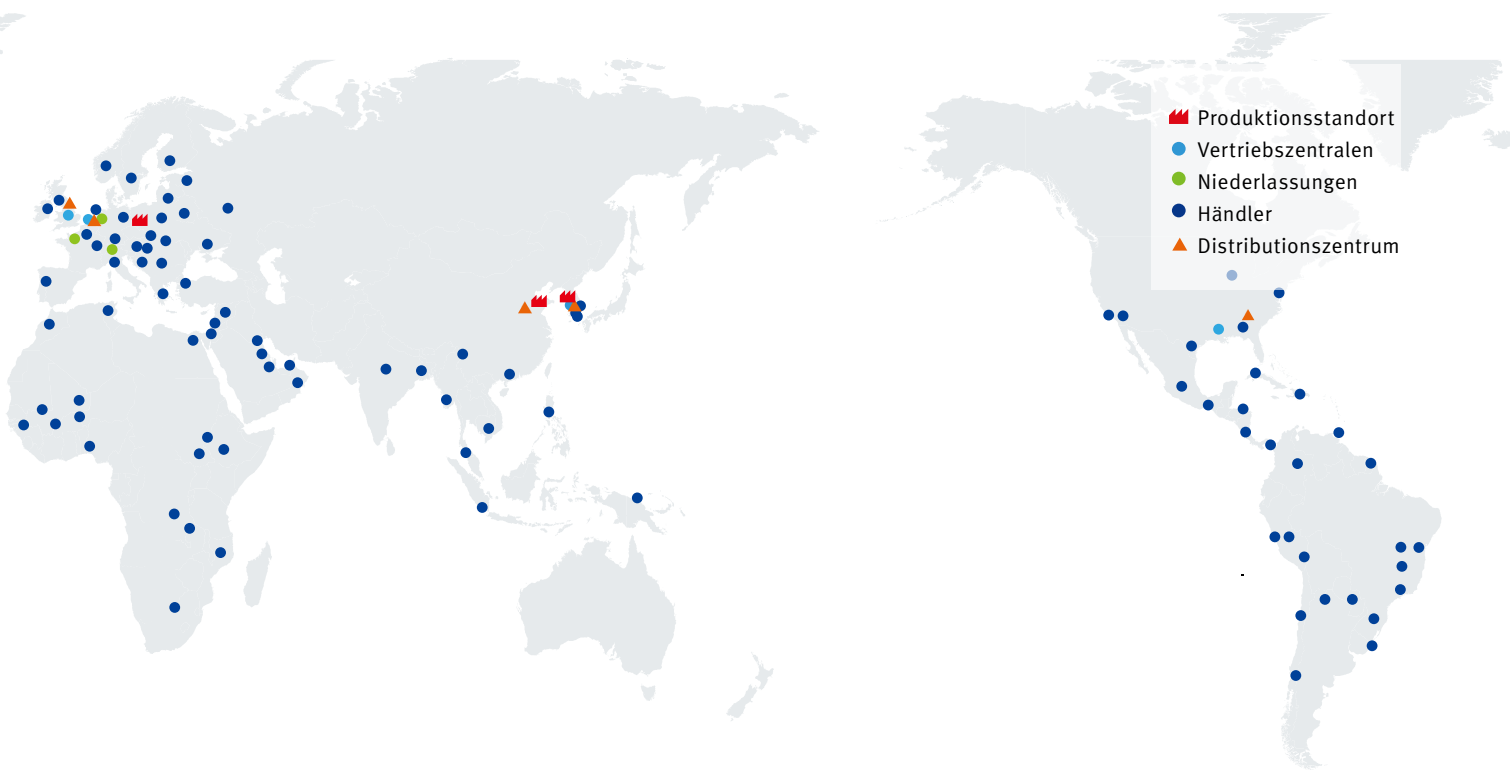 Produktionsstandort
Vertriebszentralen
Niederlassungen
Händler
Distributionszentrum